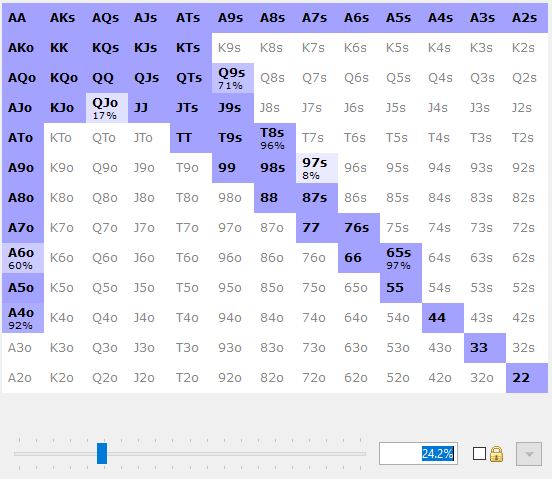 AA AKs AQs AJs ATs A9s A8s A7s A6s A5s A4s A3s A2s
AKo KK KQs KJs KTs K9s K8s K7s K6s K5s K4s K3s K2s
AQo KQo QQ QJs QTs Q9s Q8s Q7s Q6s Q5s Q4s Q3s Q2s
71%
AJo KJo QJo JJ JTs J9s J8s J7s J6s J5s J4s J3s J2s
17%
ATo KTo QTo JTo TT T9s T8s T7s T6s T5s T4s T3s T2s
96%
A9o K9o Q9o J9o T9o 99 98s 97s 96s 95s 94s 93s 92s
8%
A8o K8o Q8o J8o T8o 98o 88 87s 86s 85s 84s 83s 82s
A7o K7o Q7o J7o T7o 97o 87o 77 76s 75s 74s 73s 72s
A6o K6o Q6o J6o T6o 96o 86o 76o 66 65s 64s 63s 62s
60% 97%
A5o K5o Q5o J5o T5o 95o 85o 75o 65o 55 54s 53s 52s
A4o K4o Q4o J4o T4o 94o 84o 74o 64o 54o 44 43s 42s
92%
A3o K3o Q3o J3o T3o 93o 83o 73o 63o 53o 43o 33 32s
A2o K2o Q2o J2o T2o 92o 82o 72o 62o 52o 42o 32o 22
24.2%